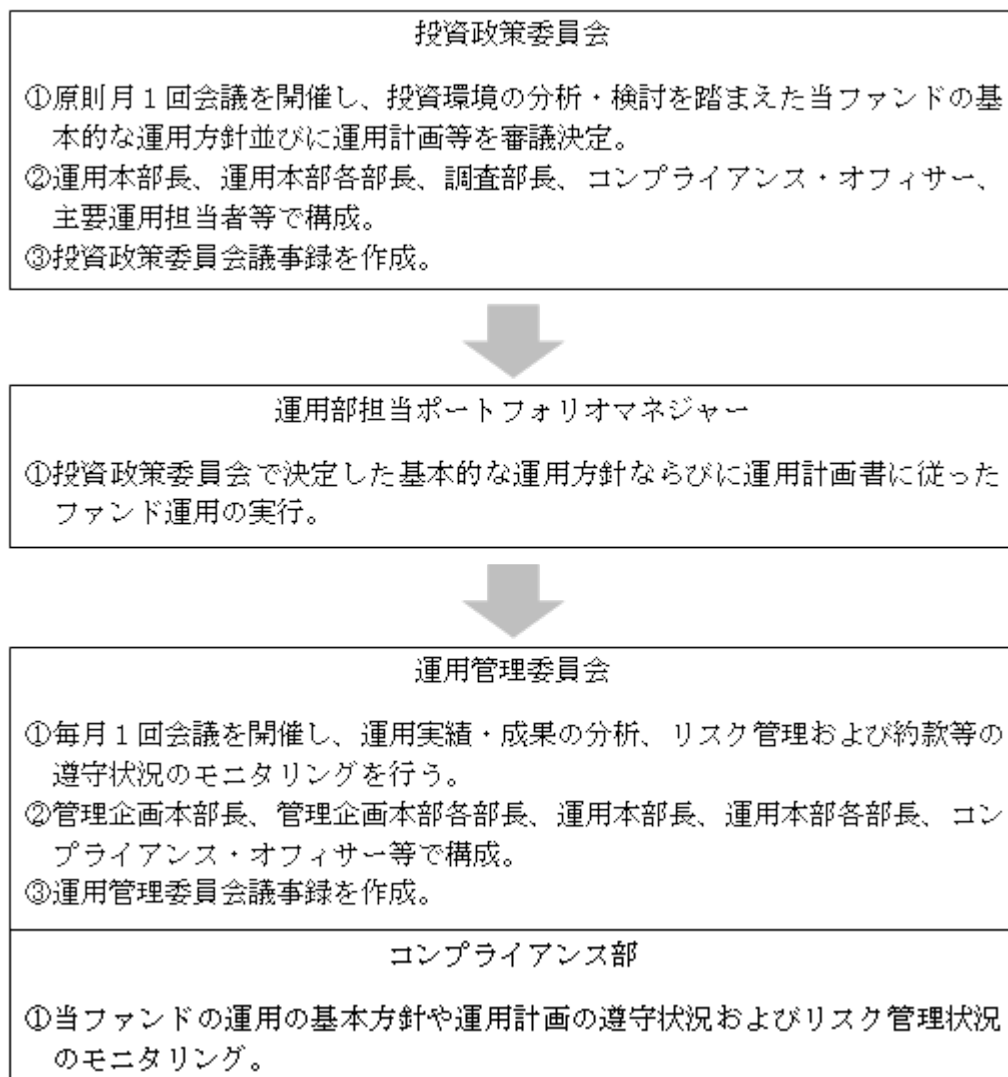 投資政策委員会
①原則月1回会議を開催し、投資環境の分析・検討を踏まえた当ファンドの基
本的な運用方針並びに運用計画等を審議決定。
②運用本部長、運用本部各部長、調査部長、コンプライアンス・オフィサー、
主要運用担当者等で構成。
③投資政策委員会議事録を作成。
運用部担当ポートフォリオマネジャー
①投資政策委員会で決定した基本的な運用方針ならびに運用計画書に従った
ファンド運用の実行。
運用管理委員会
①毎月1回会議を開催し、運用実績・成果の分析、リスク管理および約款等の
遵守状況のモニタリングを行う。
②管理企画本部長、管理企画本部各部長、運用本部長、運用本部各部長、コン
プライアンス・オフィサー等で構成。
③運用管理委員会議事録を作成。
コンプライアンス部
①当ファンドの運用の基本方針や運用計画の遵守状況およびリスク管理状況
のモニタリング。